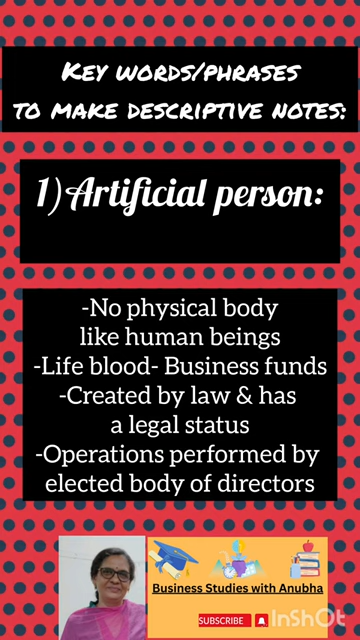 Key words/phrases
to make descriptive notes:
1)Artificial person:
-No physical body
like human beings
-Life blood- Business funds
-Created by law & has
a legal status
-Operations performed by
elected body of directors
Business Studies with Anubha
SUBSCRIBE
InShOt